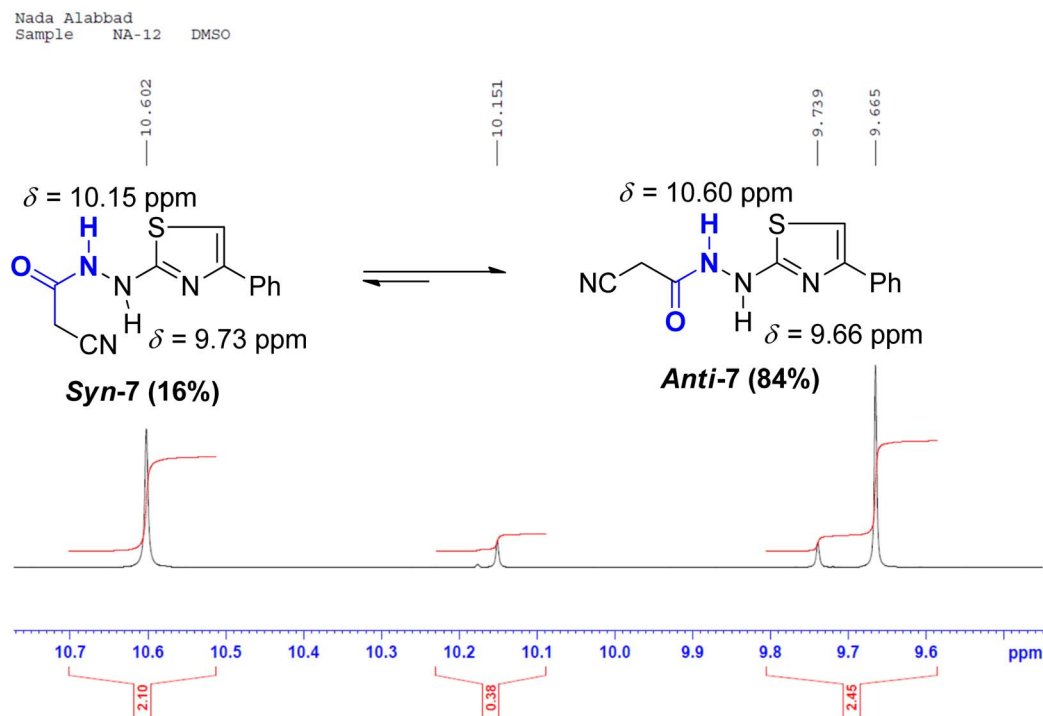 Nada Alabbad
Sample NA-12 DMSO
10.602
10.151
9.739
9.665
δ = 10.15 ppm
δ = 10.60 ppm
H
S
O
N
N
N
Ph
H
CN
δ = 9.73 ppm
Syn-7 (16%)
H
S
NC
N
N
N
Ph
O
H
δ = 9.66 ppm
Anti-7 (84%)
10.7 10.6 10.5 10.4 10.3 10.2 10.1 10.0 9.9 9.8 9.7 9.6 ppm
2.10
0.38
2.45